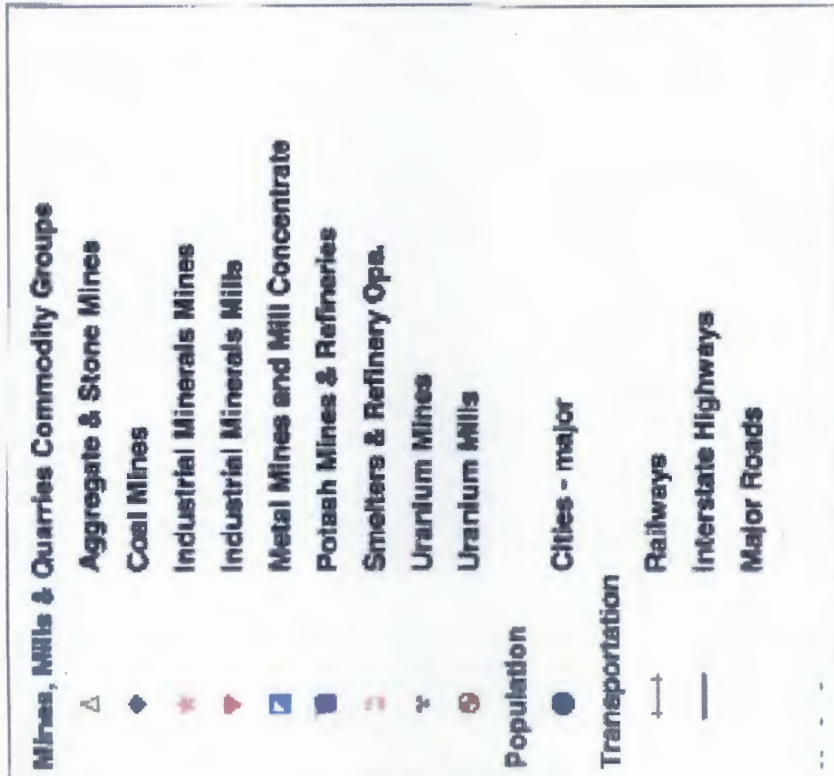 Mines, Mills & Quarries Commodity Groups
Aggregate & Stone Mines
Coal Mines
Industrial Minerals Mines
Industrial Minerals Mills
Metal Mines and Mill Concentrate
Potash Mines & Refineries
Smelters & Refinery Ops.
Uranium Mines
Uranium Mills
Population
Cities - major
Transportation
Railways
Interstate Highways
Major Roads